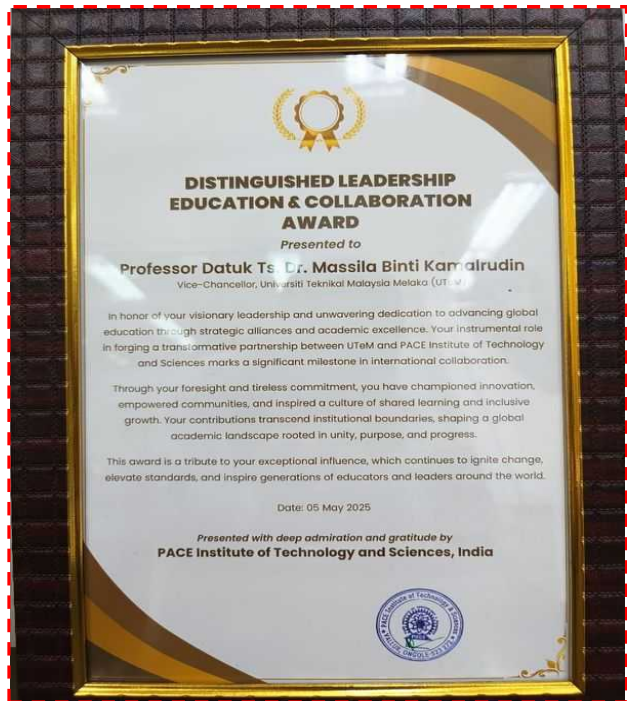 DISTINGUISHED LEADERSHIP
EDUCATION & COLLABORATION
AWARD
Presented to
Professor Datuk Ts. Dr. Massila Binti Kamalrudin
Vice-Chancellor, Universiti Teknikal Malaysia Melaka (UTeM)
In honor of your visionary leadership and unwavering dedication to advancing global
education through strategic alliances and academic excellence. Your instrumental role
in forging a transformative partnership between UTeM and PACE Institute of Technology
and Sciences marks a significant milestone in international collaboration.
Through your foresight and tireless commitment, you have championed innovation,
empowered communities, and inspired a culture of shared learning and inclusive
growth. Your contributions transcend institutional boundaries, shaping a global
academic landscape rooted in unity, purpose, and progress.
This award is a tribute to your exceptional influence, which continues to ignite change,
elevate standards, and inspire generations of educators and leaders around the world.
Date: 05 May 2025
Presented with deep admiration and gratitude by
PACE Institute of Technology and Sciences, India
PACE Institute of Technology & Sciences
ONGOLE